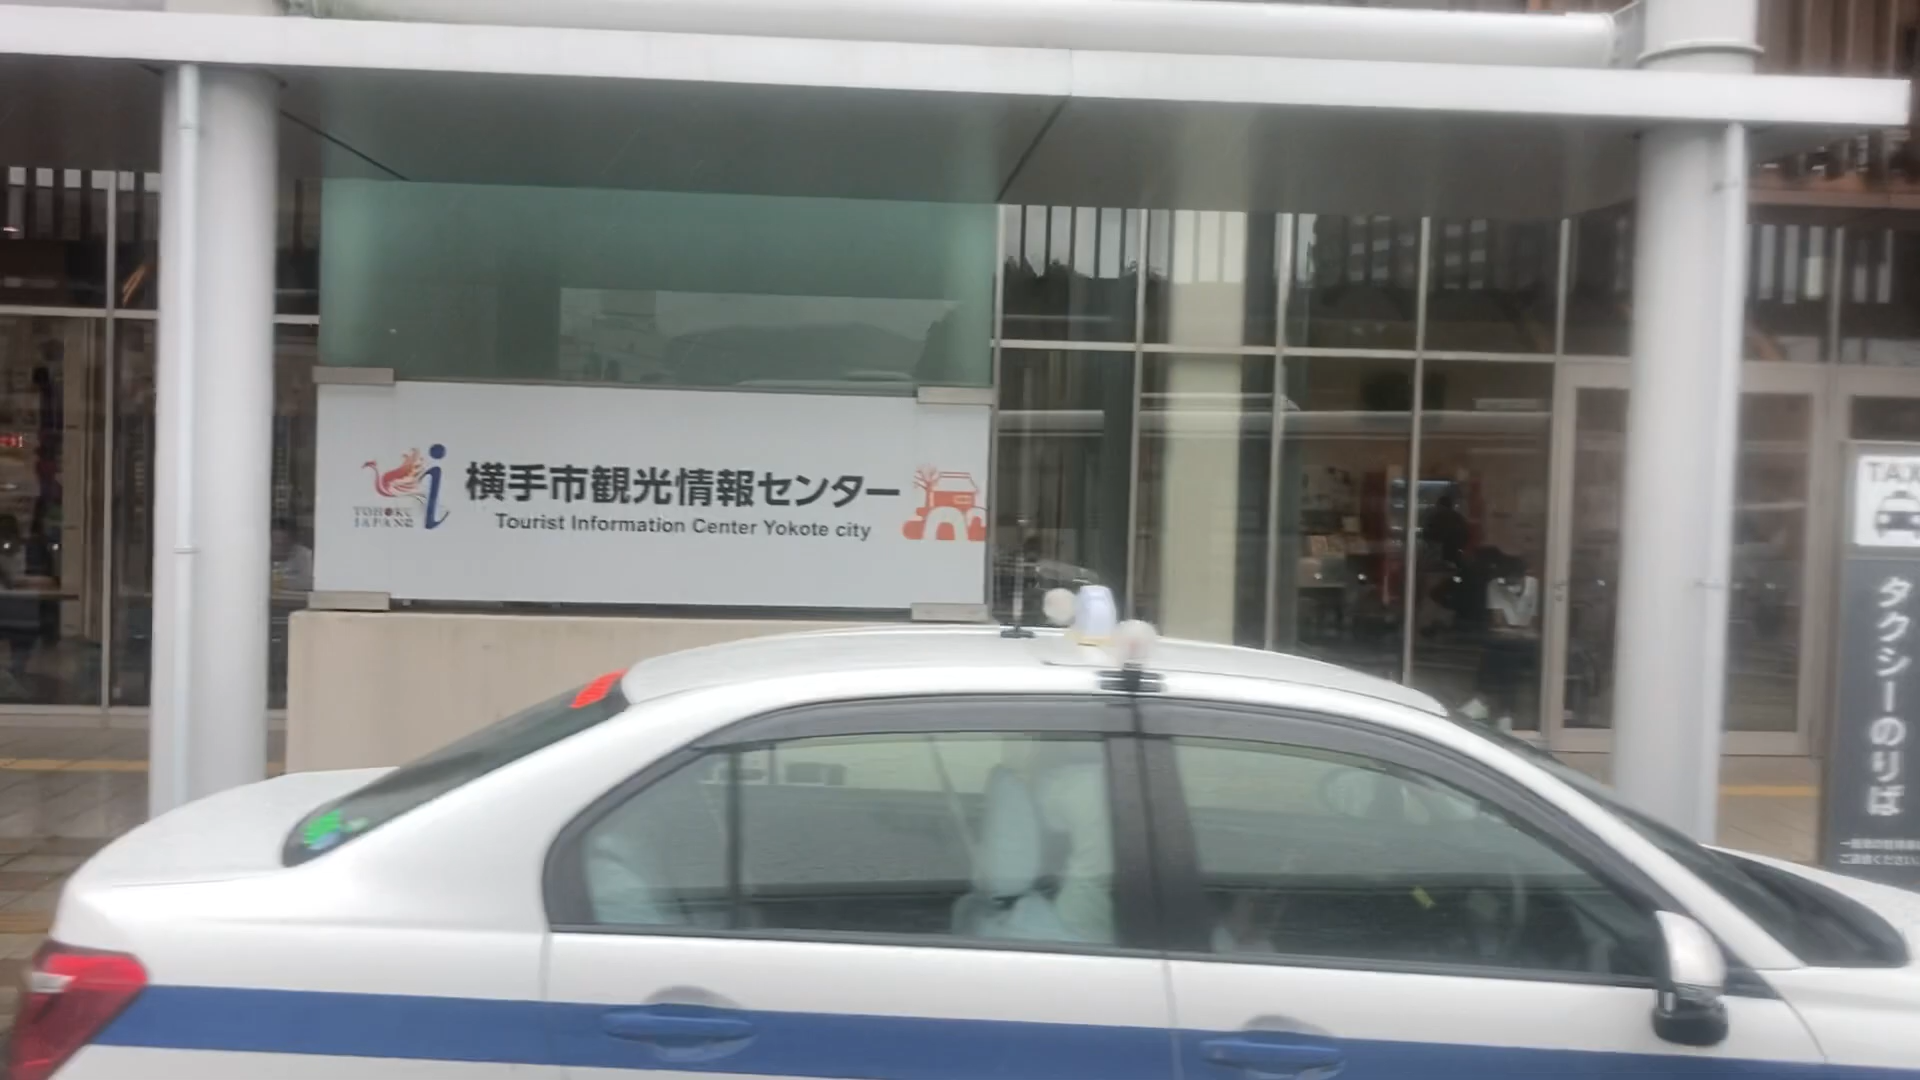 TOHOKU
JAPAN
i
横手市観光情報センター
Tourist Information Center Yokote city
TAXI
タクシーのりば